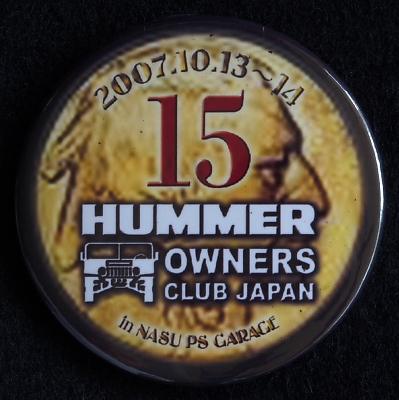 2007.10.13~14
15
HUMMER
OWNERS
CLUB JAPAN
in NASU PS GARAGE